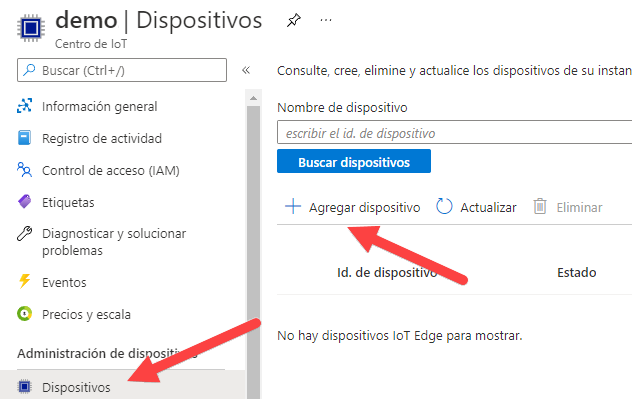 demo | Dispositivos
Centro de IoT
Buscar (Ctrl+/)
Información general
Registro de actividad
Control de acceso (IAM)
Etiquetas
Diagnosticar y solucionar
problemas
Eventos
Precios y escala
Administración de dispositivos
Dispositivos
Consulte, cree, elimine y actualice los dispositivos de su instan
Nombre de dispositivo
escribir el id. de dispositivo
Buscar dispositivos
Agregar dispositivo
Actualizar
Eliminar
Id. de dispositivo
Estado
No hay dispositivos IoT Edge para mostrar.